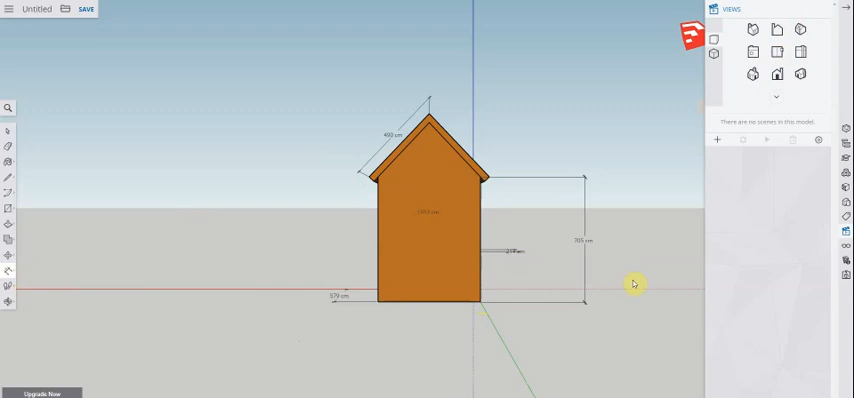 Untitled
SAVE
VIEWS
There are no scenes in this model.
490 cm
705 cm
579 cm
Upgrade Now